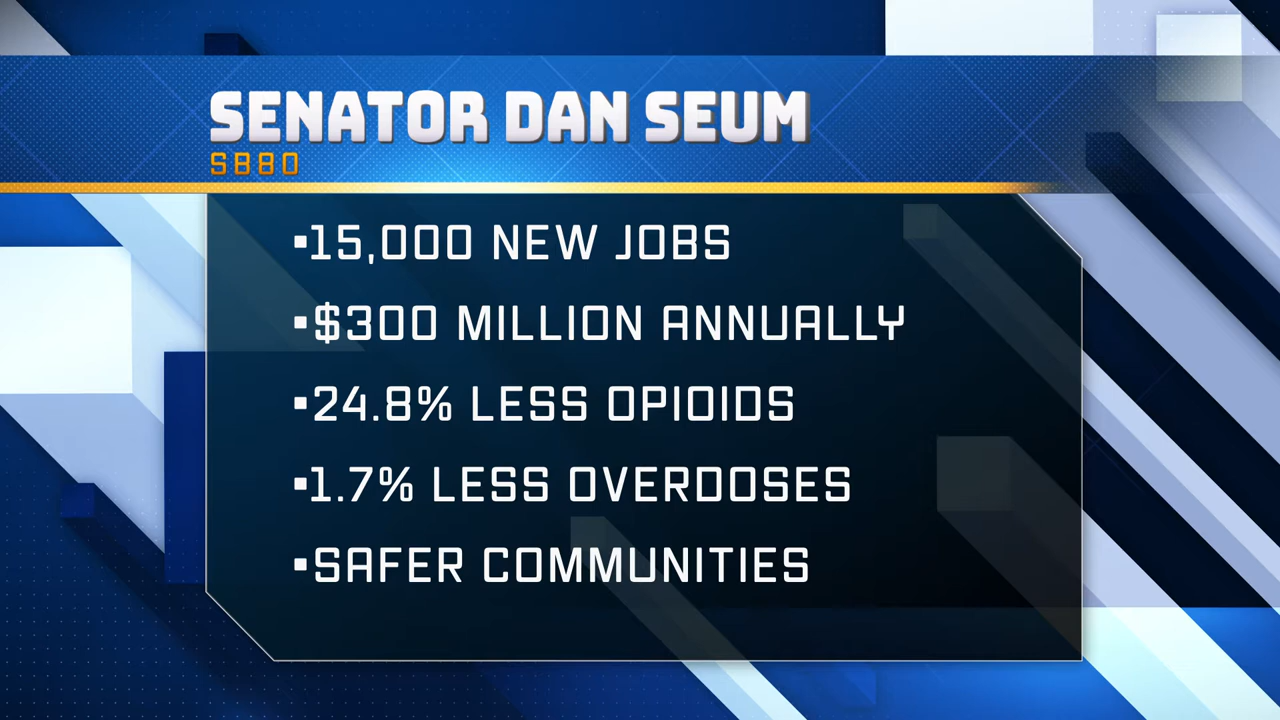 SENATOR DAN SEUM
SB80
▪15,000 NEW JOBS
▪$300 MILLION ANNUALLY
▪24.8% LESS OPIOIDS
▪1.7% LESS OVERDOSES
▪SAFER COMMUNITIES